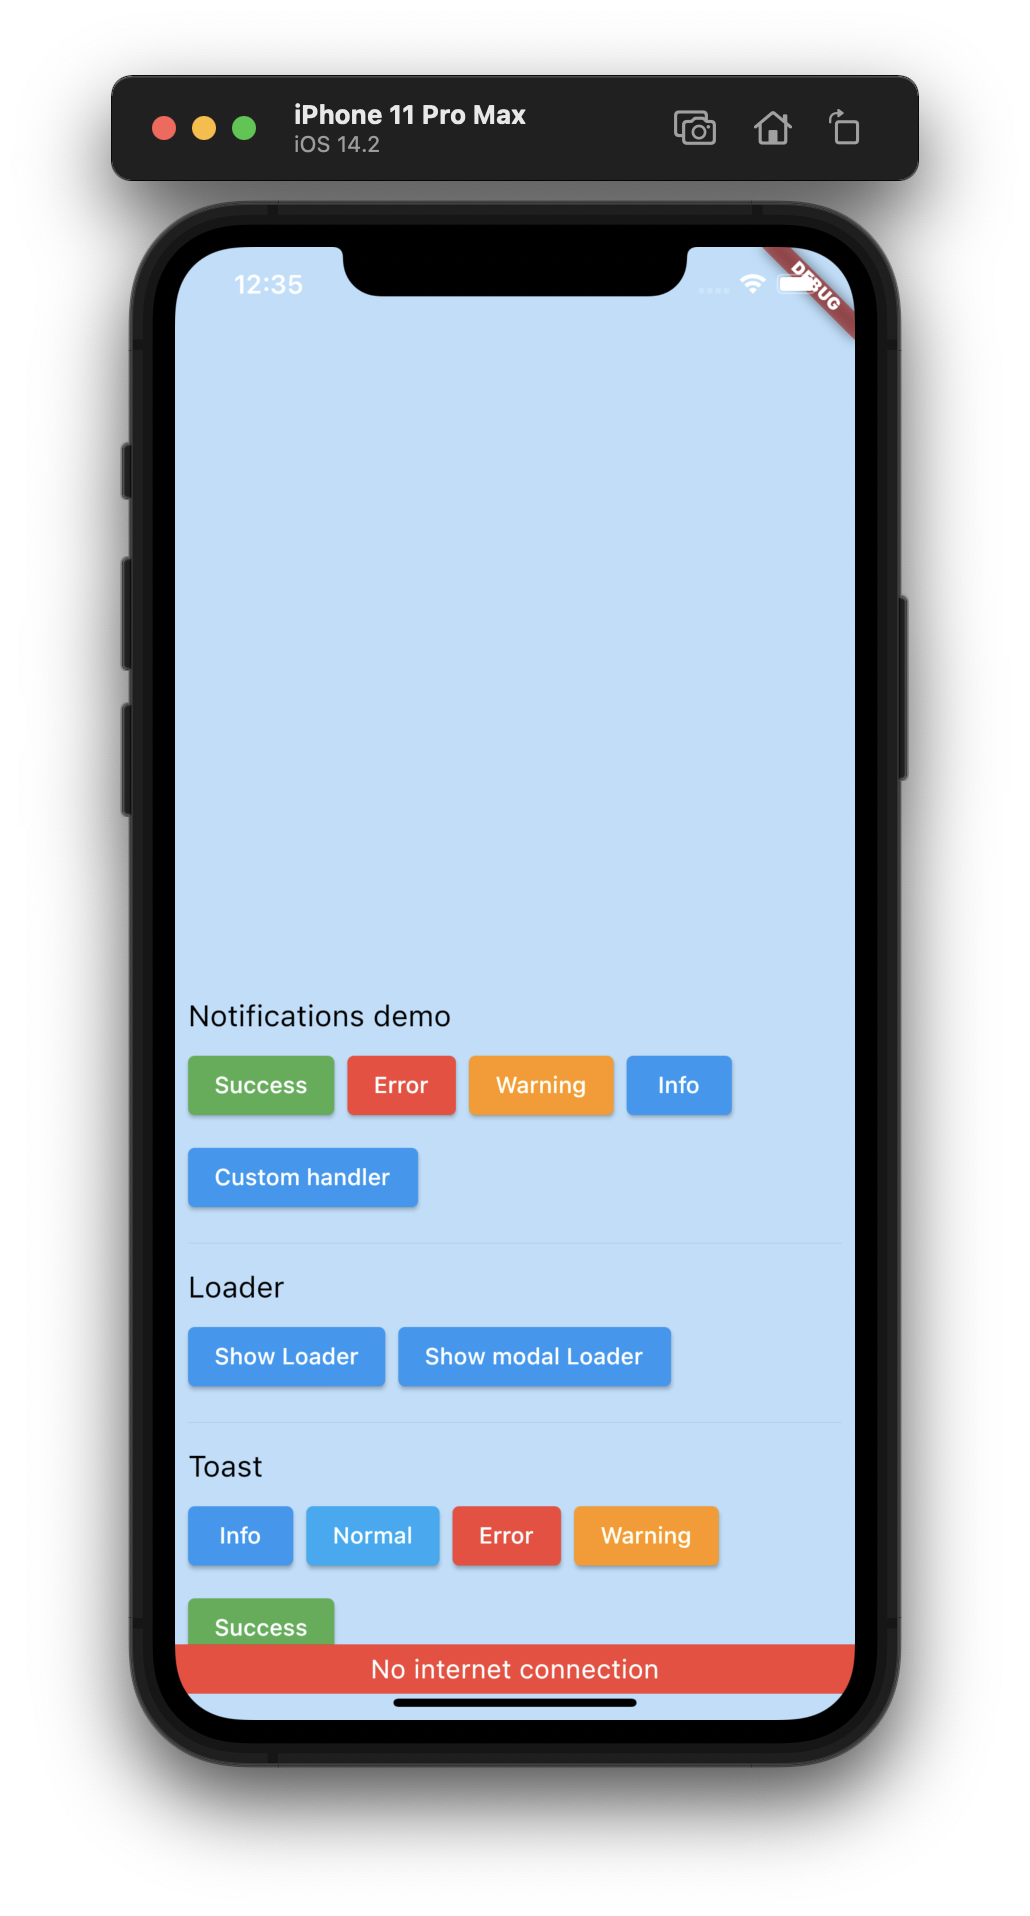 iPhone 11 Pro Max
iOS 14.2
12:35
DEBUG
Notifications demo
Success Error Warning Info
Custom handler
Loader
Show Loader Show modal Loader
Toast
Info Normal Error Warning
Success
No internet connection